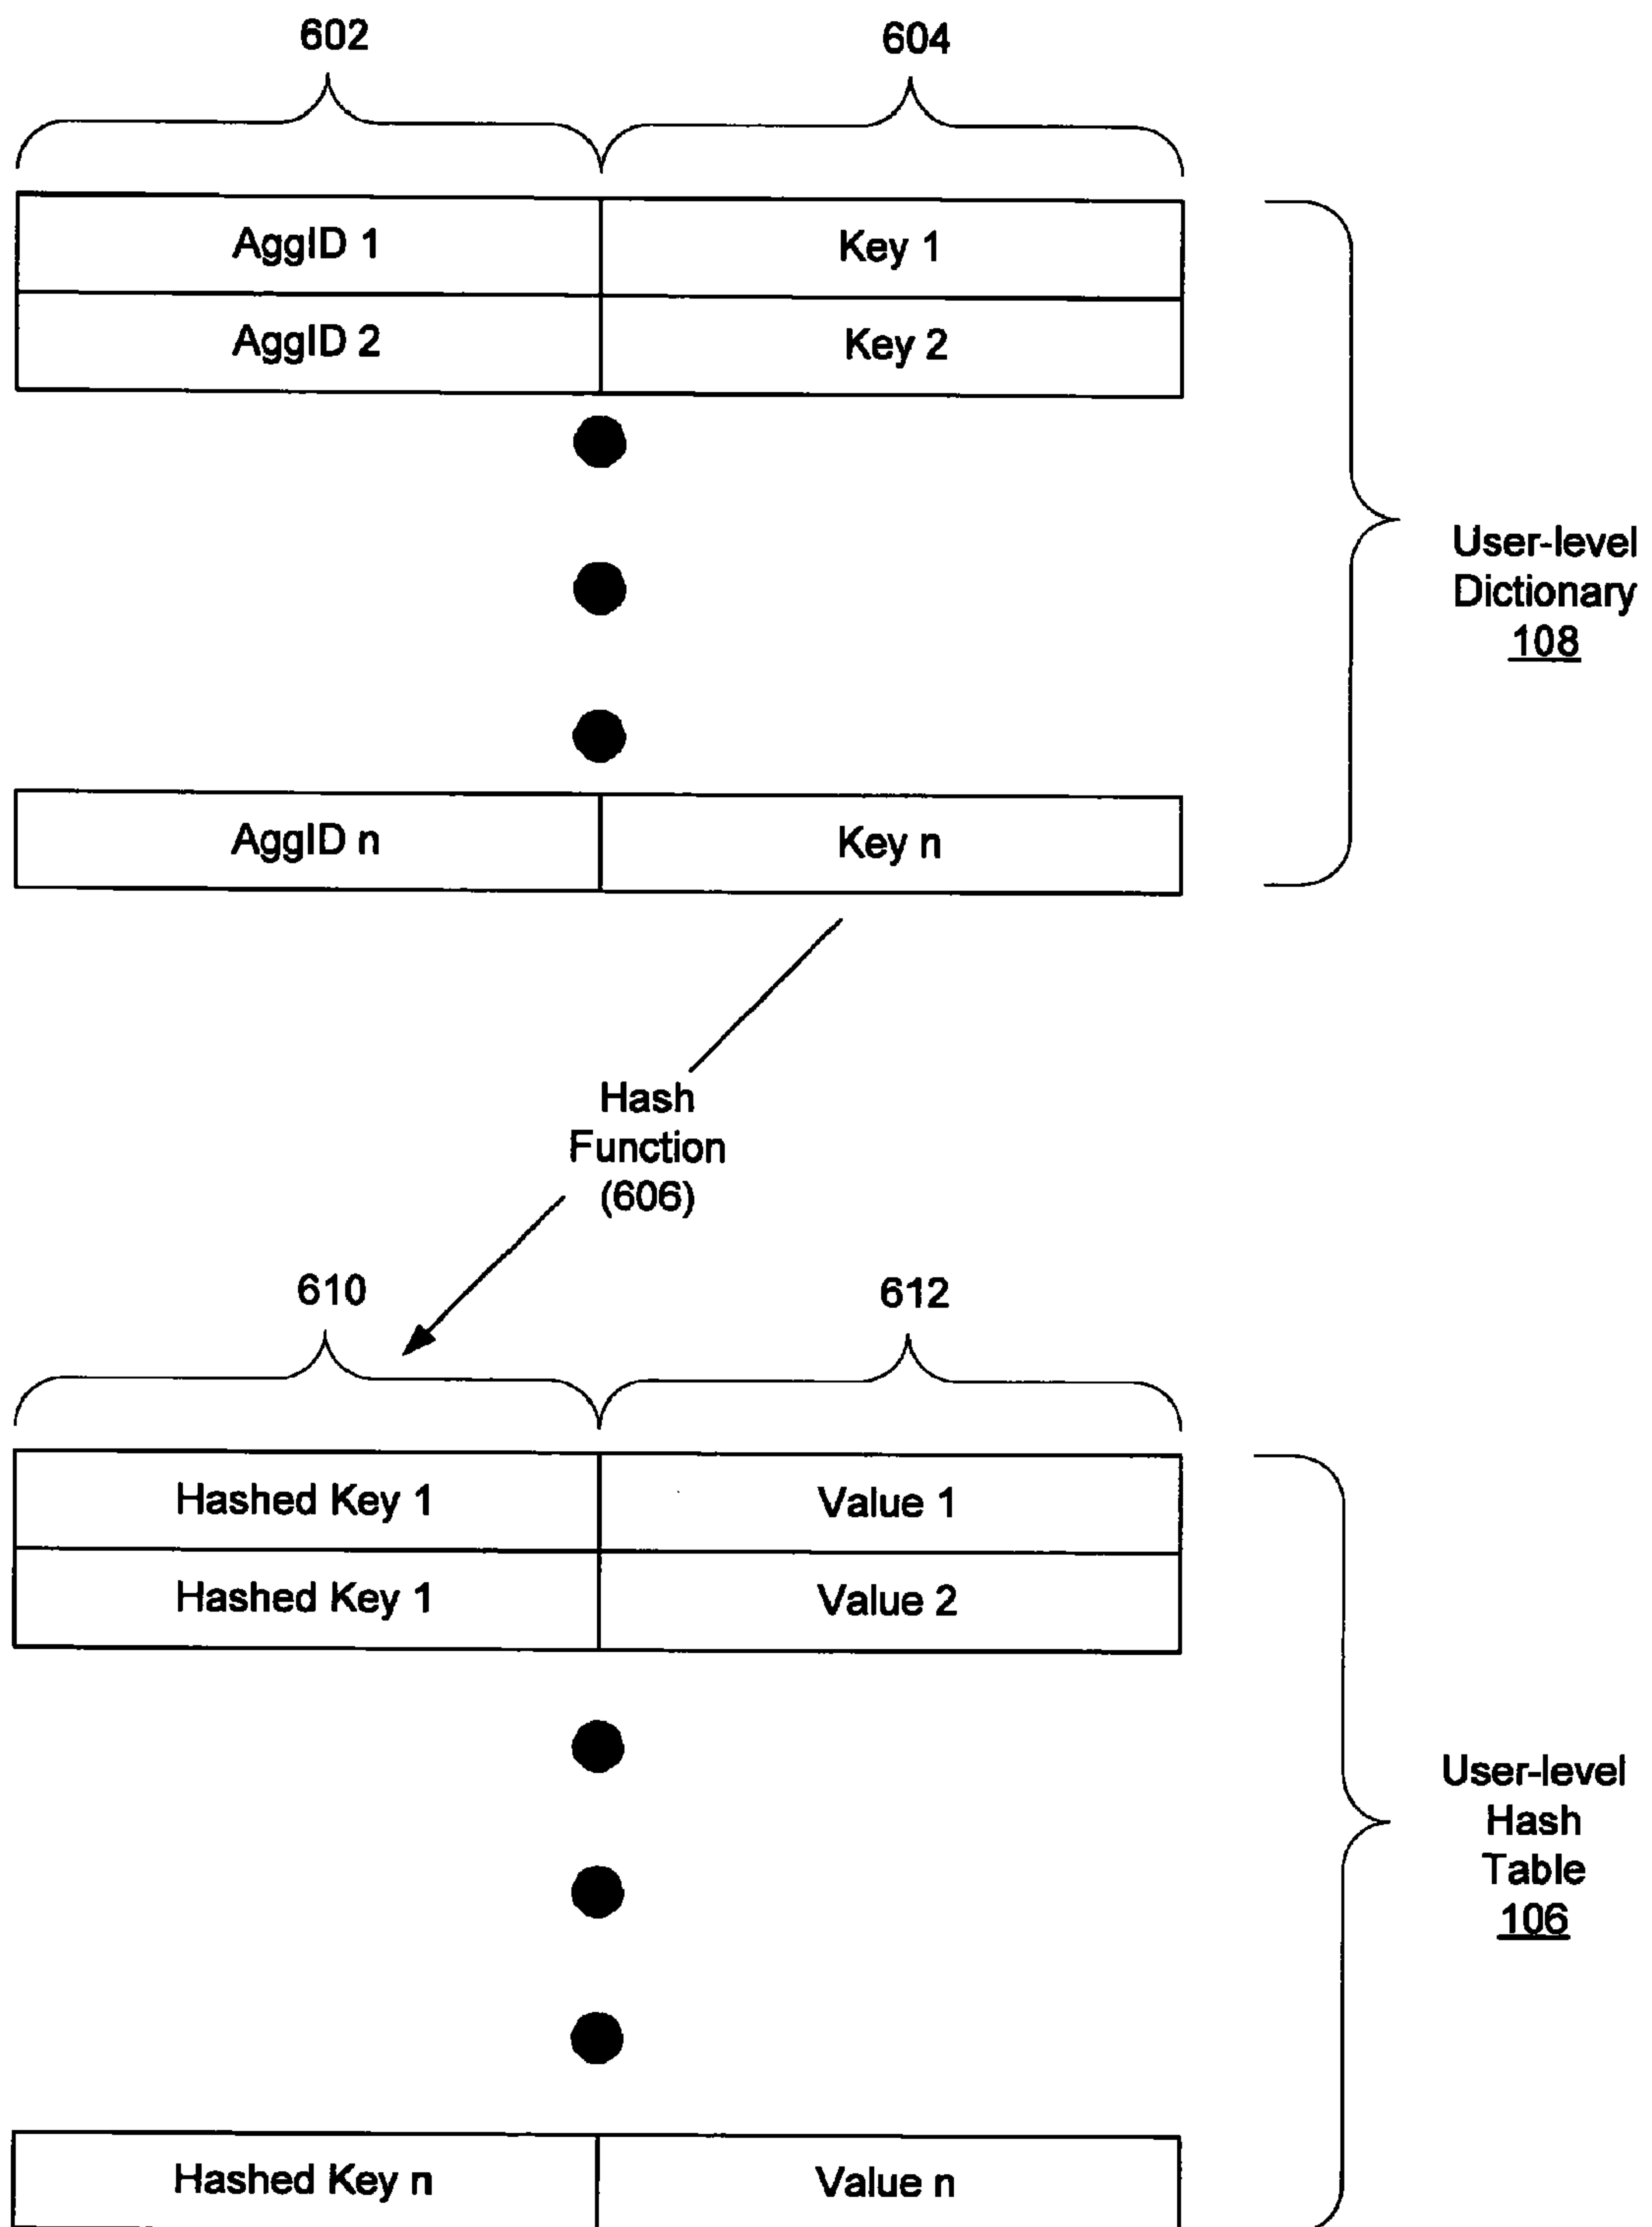 602
604
AggID 1
Key 1
AggID 2
Key 2
User-level
Dictionary
108
AggID n
Key n
Hash
Function
(606)
610
612
Hashed Key 1
Value 1
Hashed Key 1
Value 2
User-level
Hash
Table
106
Hashed Key n
Value n